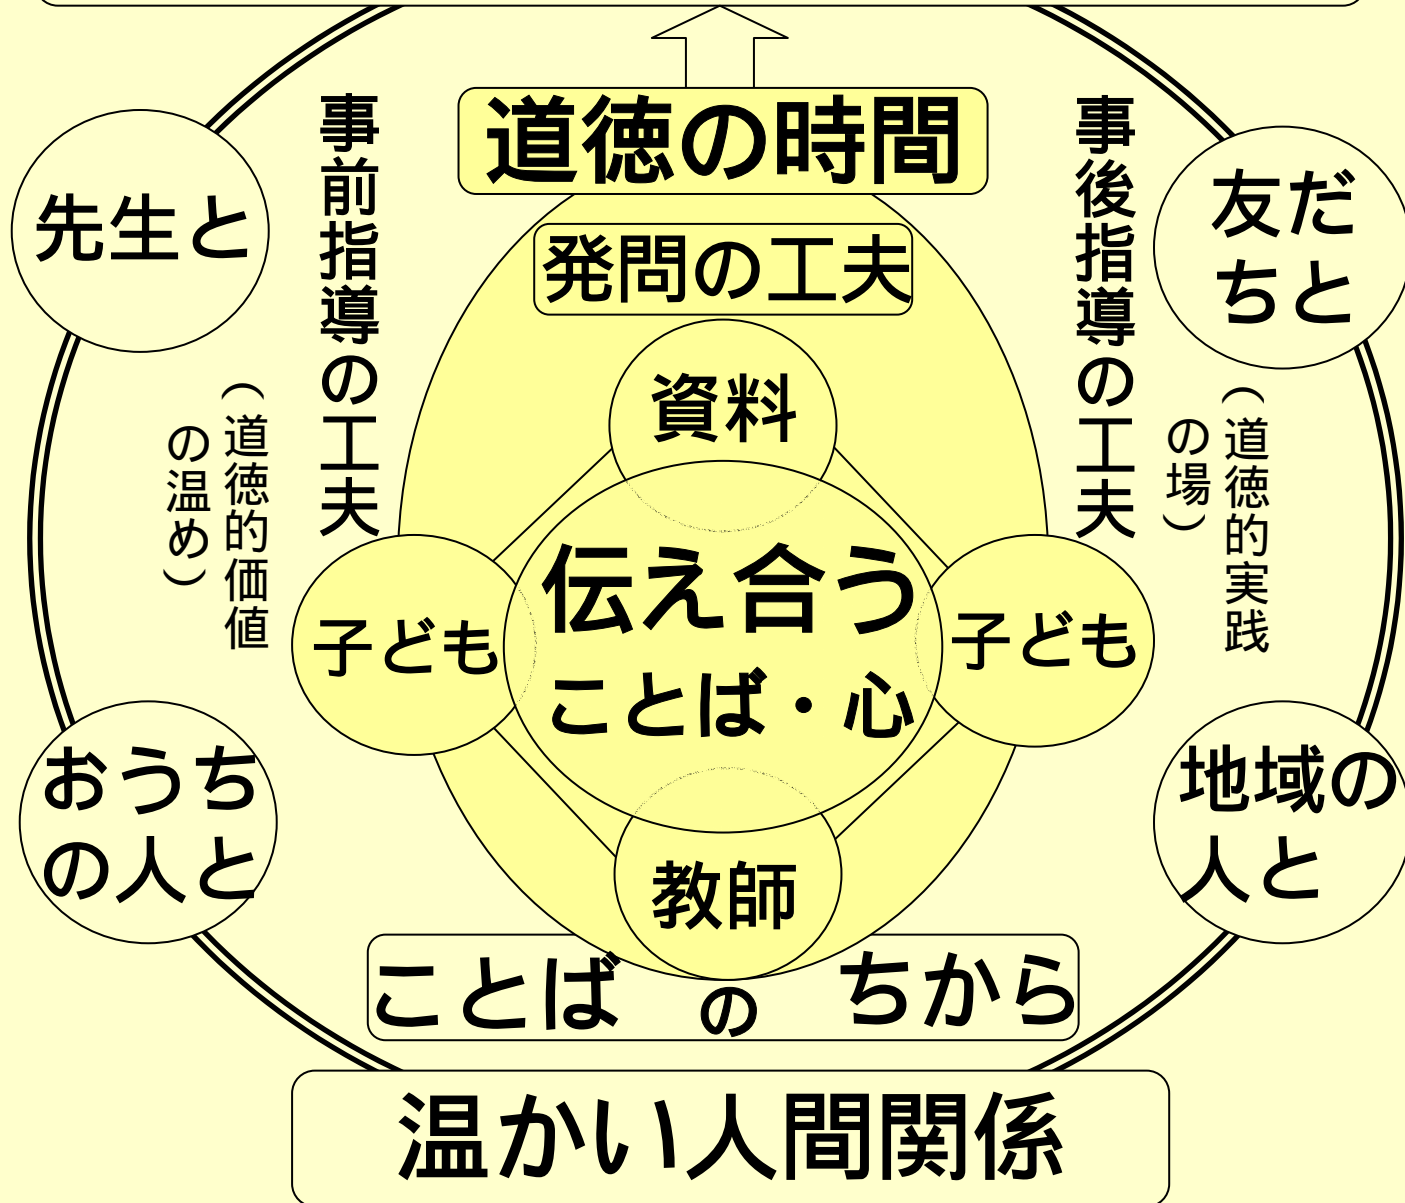 道徳の時間
発問の工夫
事前指導の工夫
事後指導の工夫
先生と
友だ
ちと
(道徳的価値
の温め)
(道徳的実践
の場)
資料
子ども
伝え合う
ことば・心
子ども
教師
おうち
の人と
地域の
人と
ことば の ちから
温かい人間関係